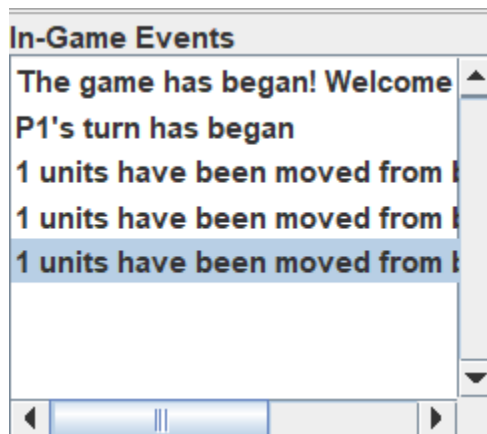 In-Game Events
The game has began! Welcome
P1's turn has began
1 units have been moved from
1 units have been moved from
1 units have been moved from